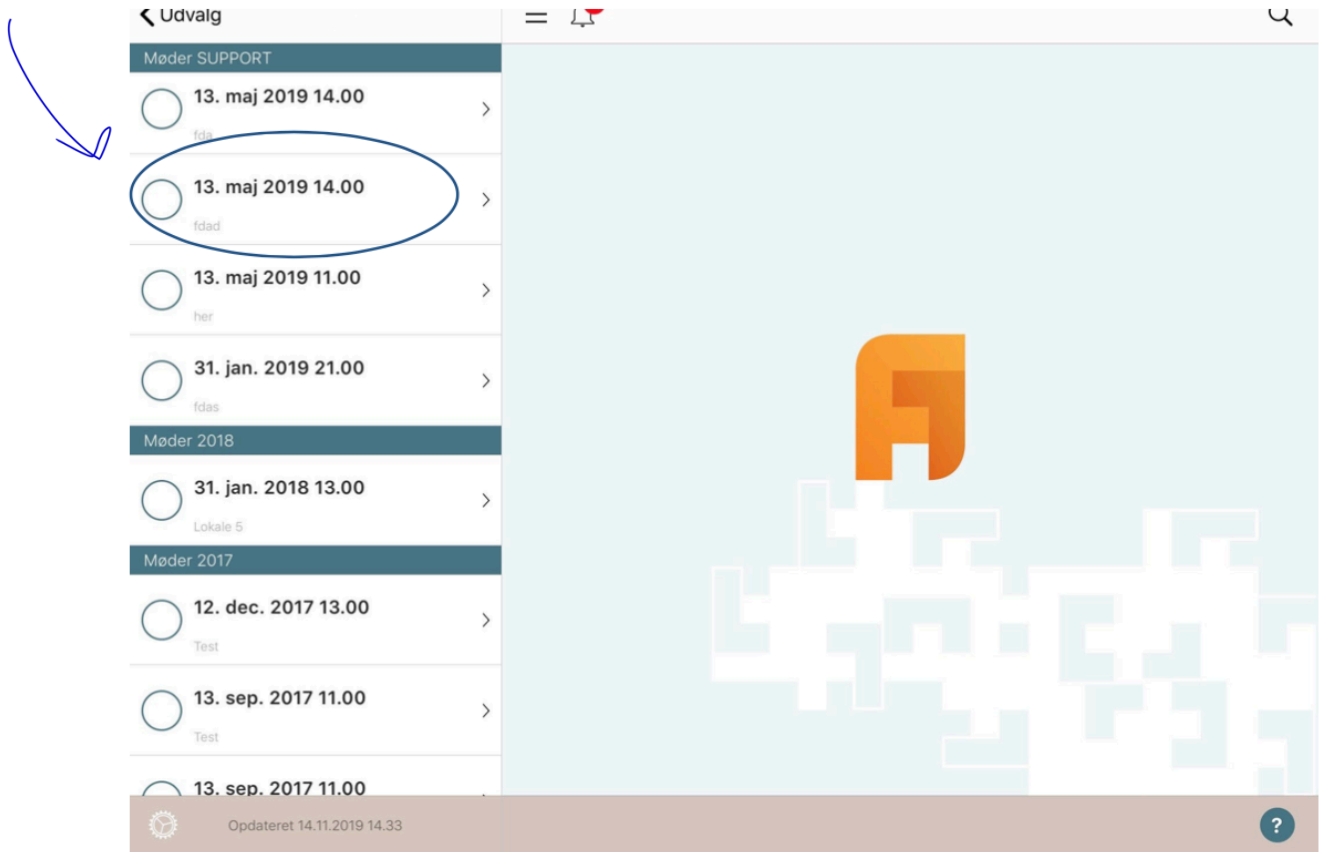 Udvalg
Møder SUPPORT
13. maj 2019 14.00
fda
13. maj 2019 14.00
fdad
13. maj 2019 11.00
her
31. jan. 2019 21.00
fdas
Møder 2018
31. jan. 2018 13.00
Lokale 5
Møder 2017
12. dec. 2017 13.00
Test
13. sep. 2017 11.00
Test
13. sep. 2017 11.00
Opdateret 14.11.2019 14.33
?